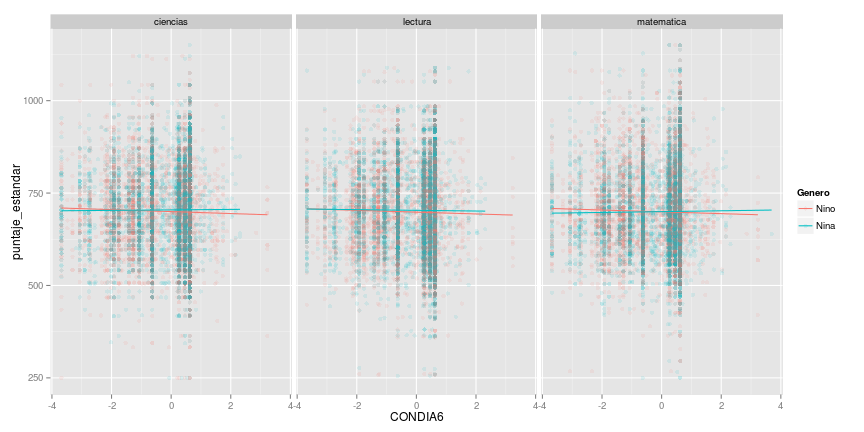 ciencias lectura matematica
puntaje_estandar
1000
750
500
250
-4 -2 0 2 4 -4 -2 0 2 4 -4 -2 0 2 4
CONDIA6
Genero
Nino
Nina